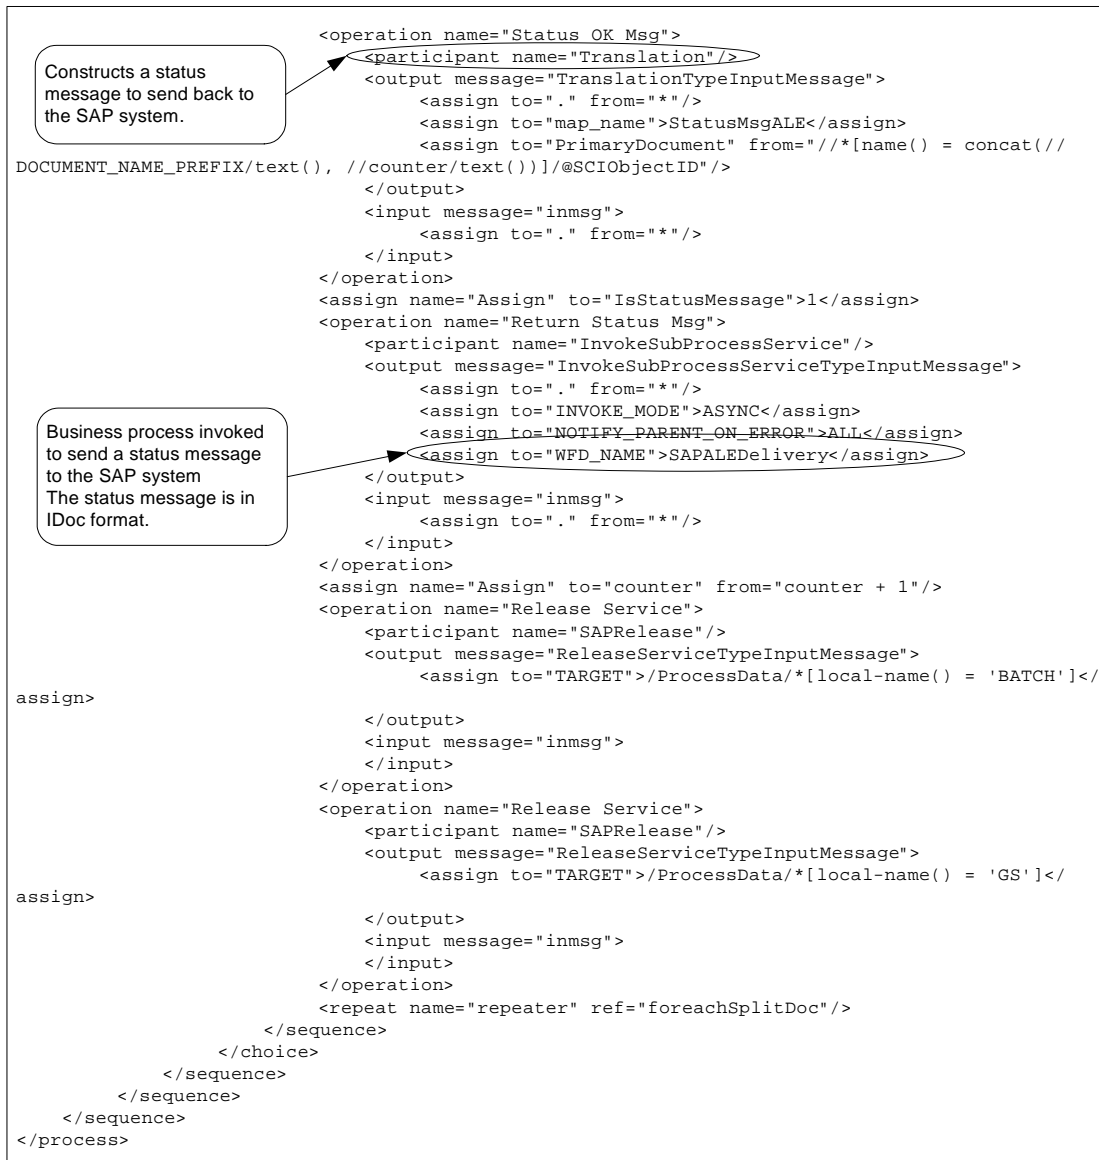 <operation name="Status OK Msg">
<participant name="Translation"/>
<output message="TranslationTypeInputMessage">
<assign to="." from="*"/>
<assign to="map_name">StatusMsgALE</assign>
<assign to="PrimaryDocument" from="//*[name() = concat(//
DOCUMENT_NAME_PREFIX/text(), //counter/text())]/@SCIObjectID"/>
</output>
<input message="inmsg">
<assign to="." from="*"/>
</input>
</operation>
<assign name="Assign" to="IsStatusMessage">1</assign>
<operation name="Return Status Msg">
<participant name="InvokeSubProcessService"/>
<output message="InvokeSubProcessServiceTypeInputMessage">
<assign to="." from="*"/>
<assign to="INVOKE_MODE">ASYNC</assign>
<assign to="NOTIFY_PARENT_ON_ERROR">ALL</assign>
<assign to="WFD_NAME">SAPALEDelivery</assign>
</output>
<input message="inmsg">
<assign to="." from="*"/>
</input>
</operation>
<assign name="Assign" to="counter" from="counter + 1"/>
<operation name="Release Service">
<participant name="SAPRelease"/>
<output message="ReleaseServiceTypeInputMessage">
<assign to="TARGET">/ProcessData/*[local-name() = 'BATCH']</
assign>
</output>
<input message="inmsg">
</input>
</operation>
<operation name="Release Service">
<participant name="SAPRelease"/>
<output message="ReleaseServiceTypeInputMessage">
<assign to="TARGET">/ProcessData/*[local-name() = 'GS']</
assign>
</output>
<input message="inmsg">
</input>
</operation>
<repeat name="repeater" ref="foreachSplitDoc"/>
</sequence>
</choice>
</sequence>
</sequence>
</sequence>
</process>
Constructs a status
message to send back to
the SAP system.
Business process invoked
to send a status message
to the SAP system
The status message is in
IDoc format.